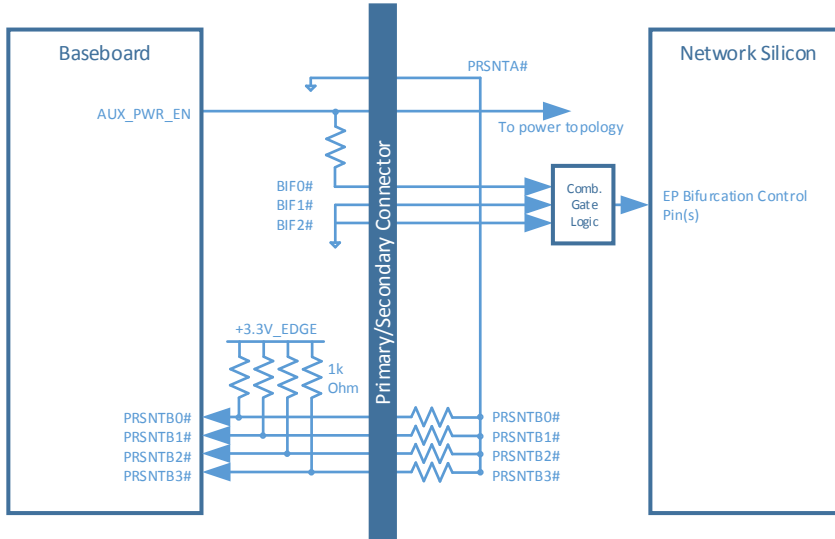 Baseboard
PRSNTA#
Network Silicon
AUX_PWR_EN
To power topology
BIF0#
BIF1#
BIF2#
Comb.
Gate
Logic
EP Bifurcation Control
Pin(s)
Primary/Secondary Connector
+3.3V_EDGE
1k
Ohm
PRSNTB0#
PRSNTB1#
PRSNTB2#
PRSNTB3#
PRSNTB0#
PRSNTB1#
PRSNTB2#
PRSNTB3#